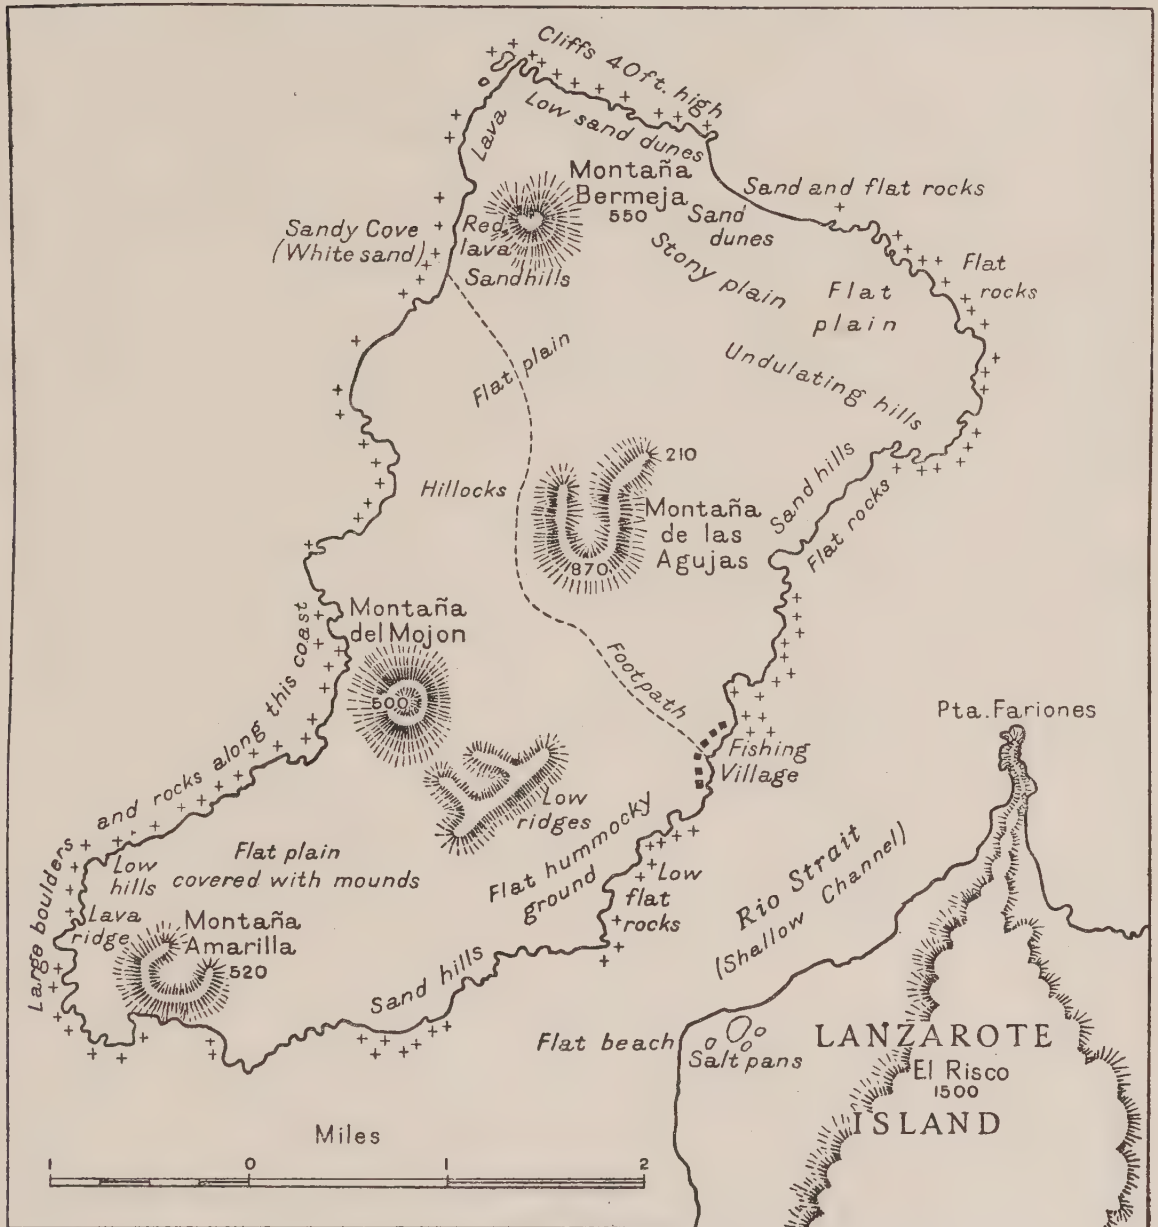 Cliffs 40ft. high
Low sand dunes
Lava
Montaña
Bermeja
550
Sand and flat rocks
Sand
dunes
Sandy Cove
(White sand)
Red
lava
Sandhills
Stony plain
Flat
plain
Flat
rocks
Flat plain
Undulating hills
210
Hillocks
Sand hills
Flat rocks
Montaña
de las
Agujas
870
Montaña
del Mojon
500
Footpath
Large boulders and rocks along this coast
Pta. Fariones
Fishing
Village
Low
ridges
Flat plain
covered with mounds
Low
hills
Flat hummocky
ground
Low
flat
rocks
Rio Strait
(Shallow Channel)
Lava
ridge
Montaña
Amarilla
520
Sand hills
Flat beach
Salt pans
LANZAROTE
El Risco
1500
ISLAND
Miles
1 0 1 2